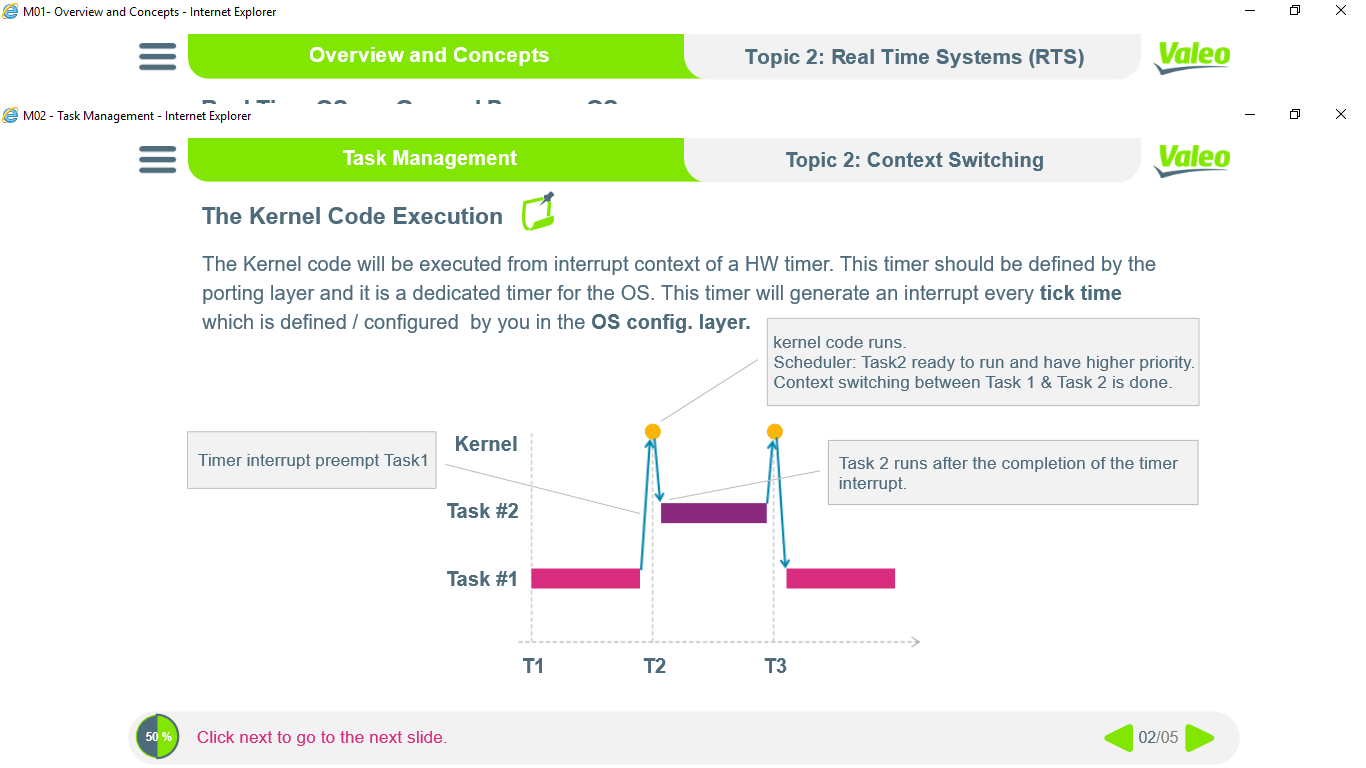 M01- Overview and Concepts - Internet Explorer
Overview and Concepts
Topic 2: Real Time Systems (RTS)
Valeo
M02 - Task Management - Internet Explorer
Task Management
Topic 2: Context Switching
Valeo
The Kernel Code Execution
The Kernel code will be executed from interrupt context of a HW timer. This timer should be defined by the
porting layer and it is a dedicated timer for the OS. This timer will generate an interrupt every tick time
which is defined / configured  by you in the OS config. layer.
kernel code runs.
Scheduler: Task2 ready to run and have higher priority.
Context switching between Task 1 & Task 2 is done.
Kernel
Timer interrupt preempt Task1
Task 2 runs after the completion of the timer
interrupt.
Task #2
Task #1
T1
T2
T3
50 %
Click next to go to the next slide.
02/05